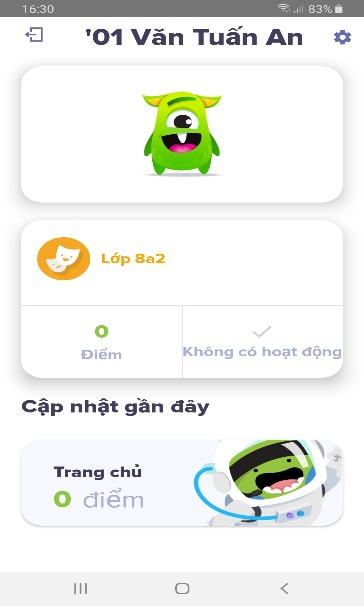 16:30
83%
'01 Văn Tuấn An
Lớp 8a2
0
Điểm
Không có hoạt động
Cập nhật gần đây
Trang chủ
0 điểm